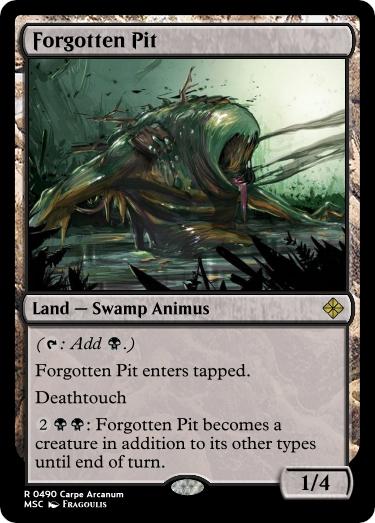 Forgotten Pit
Land — Swamp Animus
(: Add .)
Forgotten Pit enters tapped.
Deathtouch
2 : Forgotten Pit becomes a
creature in addition to its other types
until end of turn.
1/4
R 0490 Carpe Arcanum
MSC Fragoulis